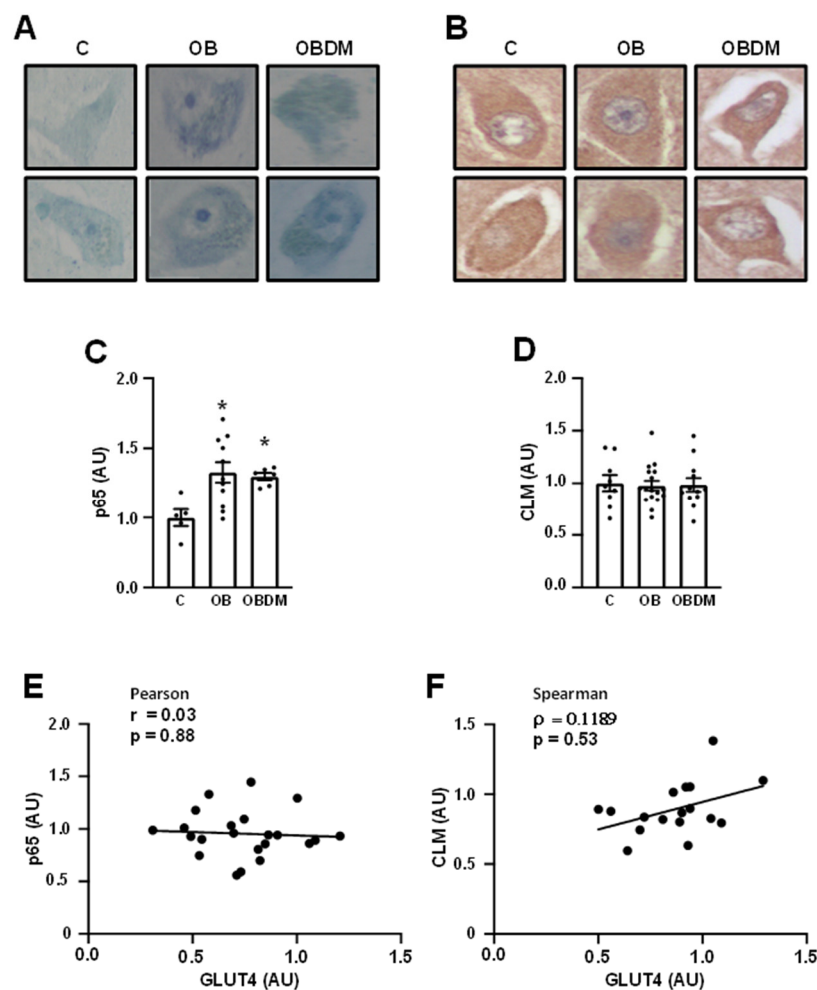 A
C OB OBDM
B
C OB OBDM
C
p65 (AU)
2.0
1.5
1.0
0.0
*
*
C OB OBDM
D
CLM (AU)
2.0
1.5
1.0
0.5
0.0
C OB OBDM
E
Pearson
r = 0.03
p = 0.88
p65 (AU)
2.0
1.5
1.0
0.5
0
0.0 0.5 1.0 1.5
GLUT4 (AU)
F
Spearman
ρ = 0.1189
p = 0.53
CLM (AU)
1.5
1.0
0.5
0
0.0 0.5 1.0 1.5
GLUT4 (AU)